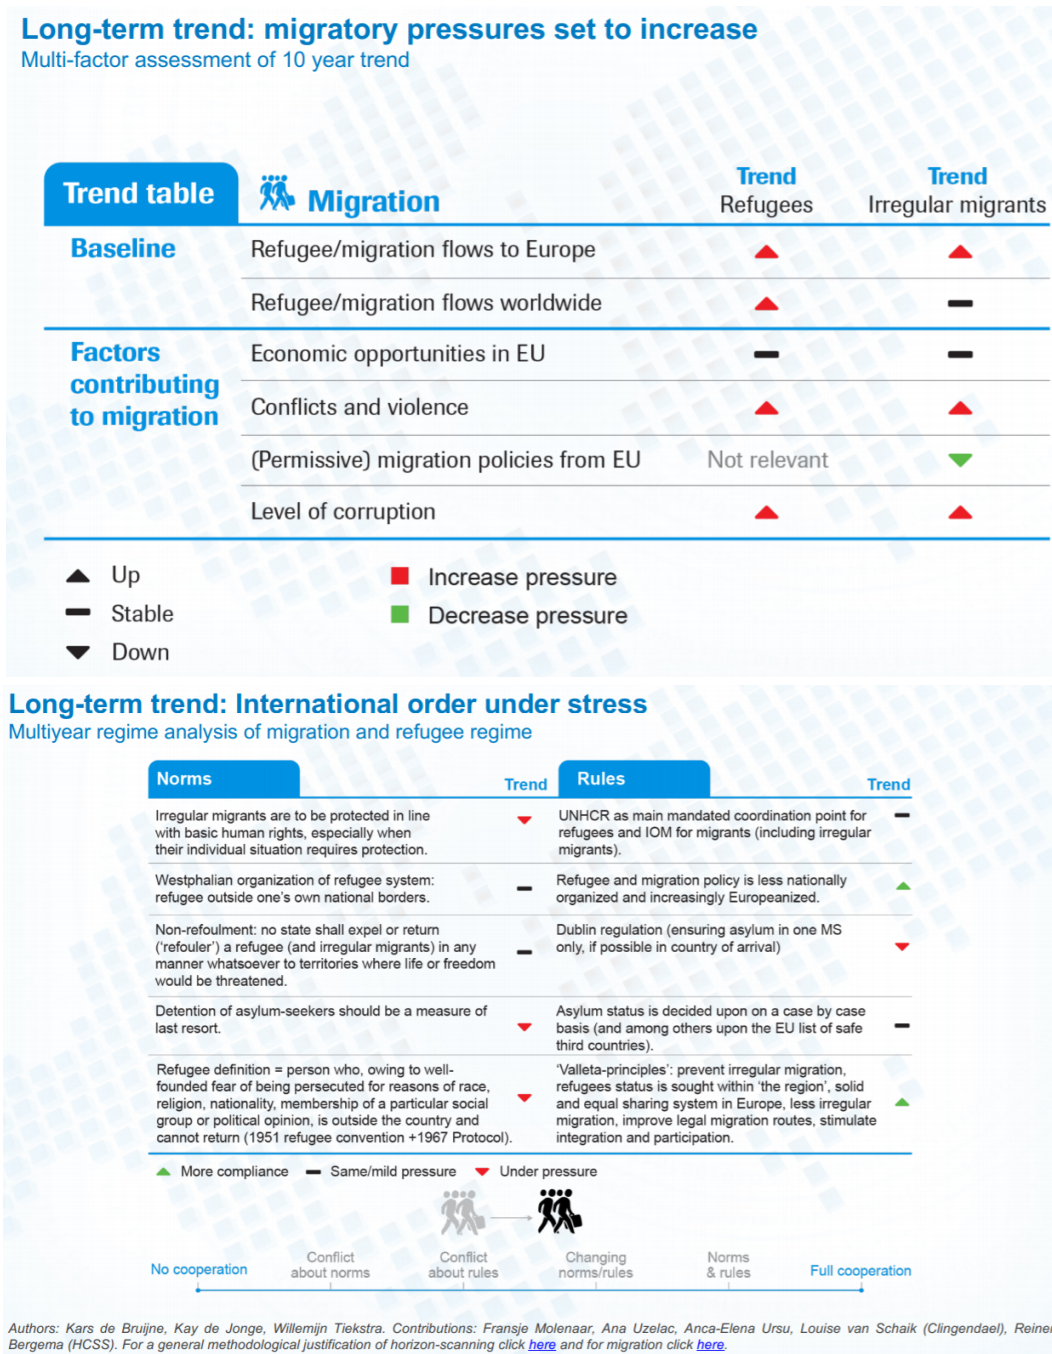 Long-term trend: migratory pressures set to increase
Multi-factor assessment of 10 year trend
Trend table
Migration
Trend
Refugees
Trend
Irregular migrants
Baseline
Refugee/migration flows to Europe
Refugee/migration flows worldwide
Factors
contributing
to migration
Economic opportunities in EU
Conflicts and violence
(Permissive) migration policies from EU
Not relevant
Level of corruption
Up
Stable
Down
Increase pressure
Decrease pressure
Long-term trend: International order under stress
Multiyear regime analysis of migration and refugee regime
Norms
Trend
Irregular migrants are to be protected in line
with basic human rights, especially when
their individual situation requires protection.
Westphalian organization of refugee system:
refugee outside one's own national borders.
Non-refoulment: no state shall expel or return
('refouler') a refugee (and irregular migrants) in any
manner whatsoever to territories where life or freedom
would be threatened.
Detention of asylum-seekers should be a measure of
last resort.
Refugee definition = person who, owing to well-
founded fear of being persecuted for reasons of race,
religion, nationality, membership of a particular social
group or political opinion, is outside the country and
cannot return (1951 refugee convention +1967 Protocol).
Rules
Trend
UNHCR as main mandated coordination point for
refugees and IOM for migrants (including irregular
migrants).
Refugee and migration policy is less nationally
organized and increasingly Europeanized.
Dublin regulation (ensuring asylum in one MS
only, if possible in country of arrival)
Asylum status is decided upon on a case by case
basis (and among others upon the EU list of safe
third countries).
'Valleta-principles': prevent irregular migration,
refugees status is sought within 'the region', solid
and equal sharing system in Europe, less irregular
migration, improve legal migration routes, stimulate
integration and participation.
More compliance
Same/mild pressure
Under pressure
No cooperation
Conflict
about norms
Conflict
about rules
Changing
norms/rules
Norms
& rules
Full cooperation
Authors: Kars de Bruijne, Kay de Jonge, Willemijn Tiekstra. Contributions: Fransje Molenaar, Ana Uzelac, Anca-Elena Ursu, Louise van Schaik (Clingendael), Reinier
Bergema (HCSS). For a general methodological justification of horizon-scanning click here and for migration click here.